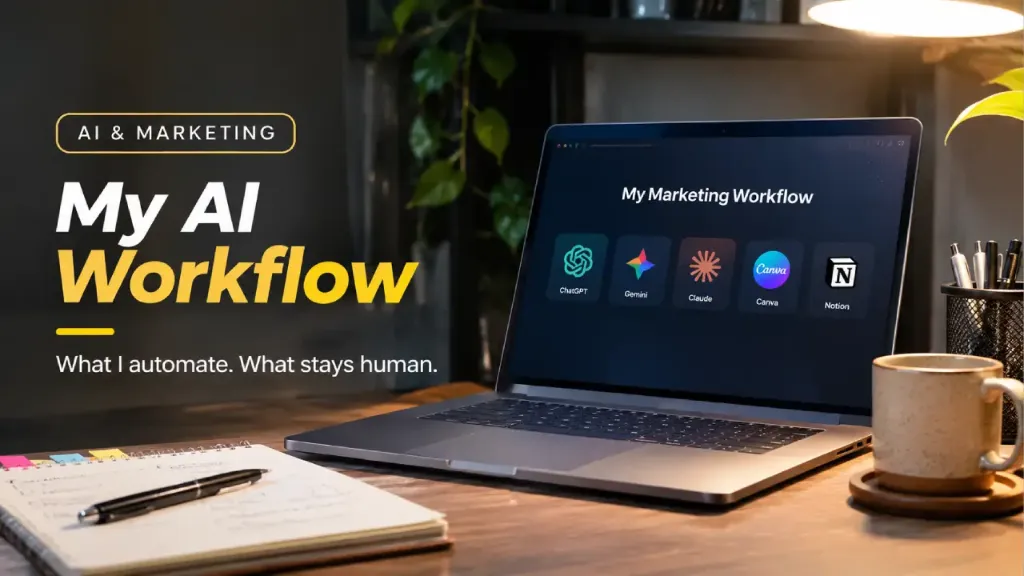 AI & MARKETING
My AI
Workflow
What I automate. What stays human.
My Marketing Workflow
ChatGPT
Gemini
Claude
Canva
Canva
N
Notion